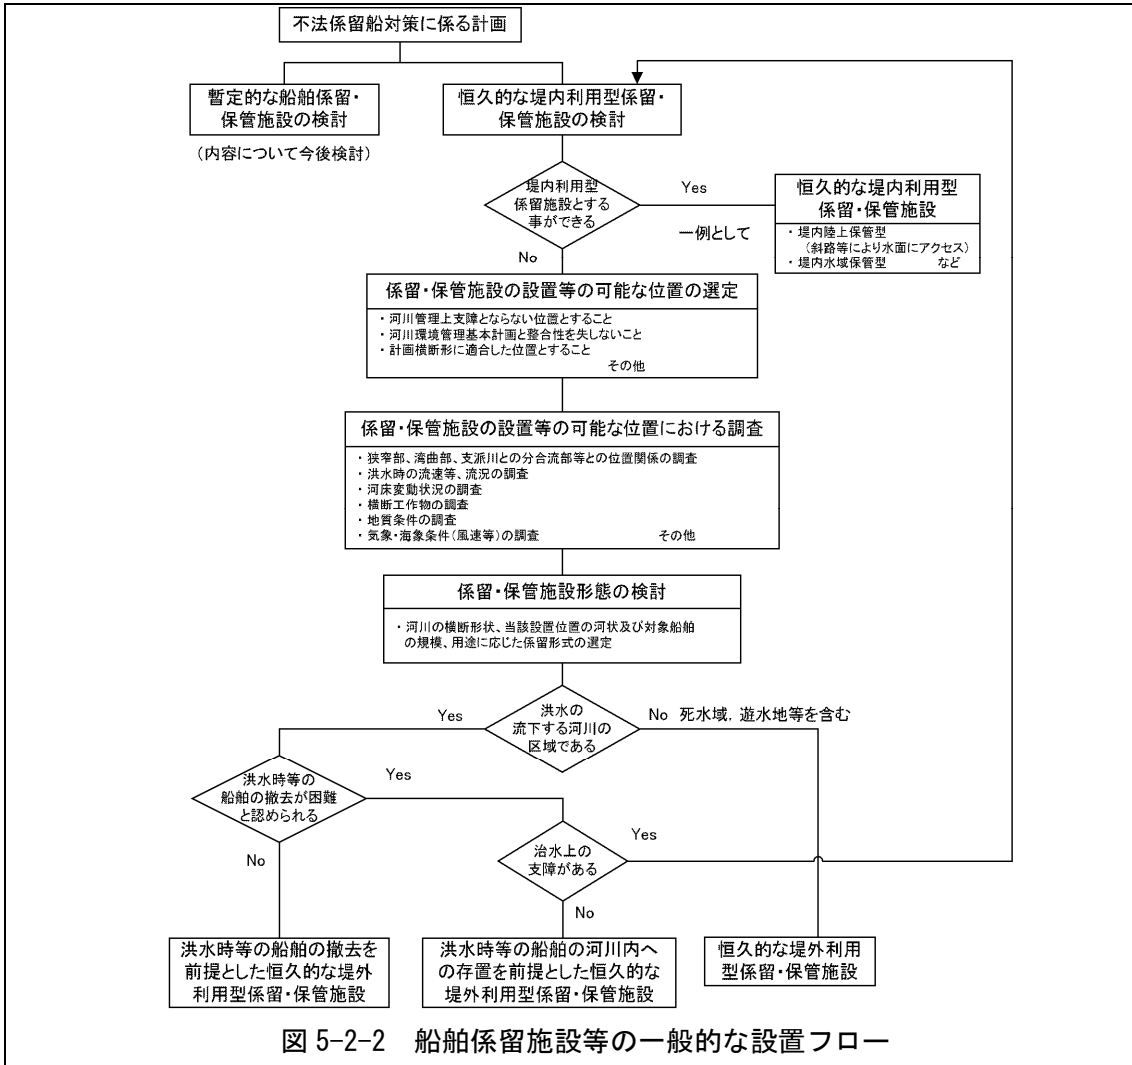 不法係留船対策に係る計画
暫定的な船舶係留・
保管施設の検討
(内容について今後検討)
恒久的な堤内利用型係留・
保管施設の検討
堤内利用型
係留施設とする
事ができる
Yes
一例として
恒久的な堤内利用型
係留・保管施設
・堤内陸上保管型
(斜路等により水面にアクセス)
・堤内水域保管型 など
No
係留・保管施設の設置等の可能な位置の選定
・河川管理上支障とならない位置とすること
・河川環境管理基本計画と整合性を失しないこと
・計画横断形に適合した位置とすること
その他
係留・保管施設の設置等の可能な位置における調査
・狭窄部、湾曲部、支派川との分合流部等との位置関係の調査
・洪水時の流速等、流況の調査
・河床変動状況の調査
・横断工作物の調査
・地質条件の調査
・気象・海象条件(風速等)の調査 その他
係留・保管施設形態の検討
・河川の横断形状、当該設置位置の河状及び対象船舶
の規模、用途に応じた係留形式の選定
洪水の
流下する河川の
区域である
Yes
No 死水域，遊水地等を含む
洪水時等の
船舶の撤去が困難
と認められる
Yes
No
治水上の
支障がある
Yes
No
洪水時等の船舶の撤去を
前提とした恒久的な堤外
利用型係留・保管施設
洪水時等の船舶の河川内へ
の存置を前提とした恒久的な
堤外利用型係留・保管施設
恒久的な堤外利用
型係留・保管施設
図 5-2-2 船舶係留施設等の一般的な設置フロー